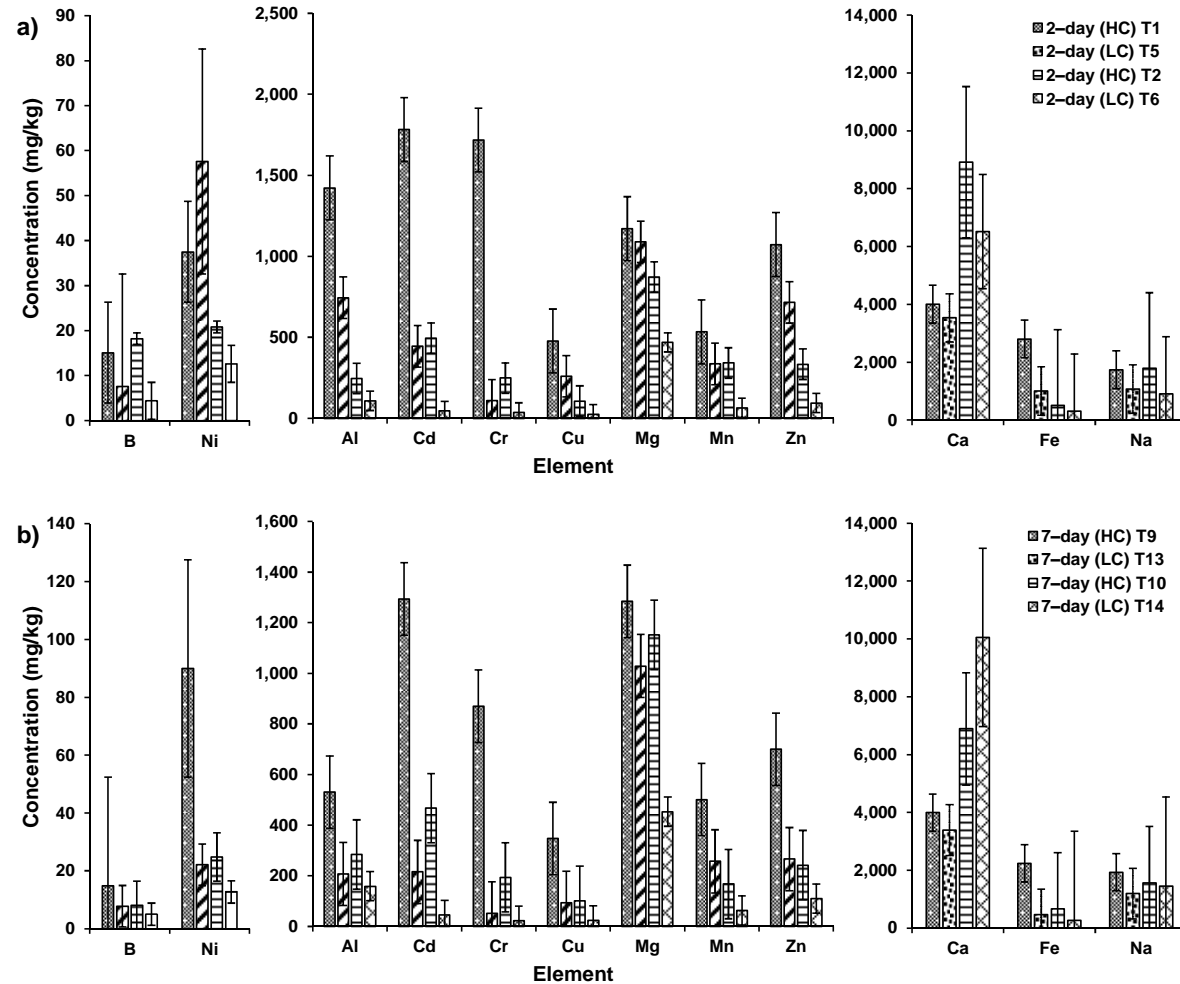 a)
Concentration (mg/kg)
90
80
70
60
50
40
30
20
10
0
B Ni
2,500
2,000
1,500
1,000
500
0
Al Cd Cr Cu Mg Mn Zn
Element
14,000
12,000
10,000
8,000
6,000
4,000
2,000
0
Ca Fe Na
2–day (HC) T1
2-day (LC) T5
2-day (HC) T2
2-day (LC) T6
b)
Concentration (mg/kg)
140
120
100
80
60
40
20
0
B Ni
1,600
1,400
1,200
1,000
800
600
400
200
0
Al Cd Cr Cu Mg Mn Zn
Element
14,000
12,000
10,000
8,000
6,000
4,000
2,000
0
Ca Fe Na
7–day (HC) T9
7-day (LC) T13
7-day (HC) T10
7-day (LC) T14